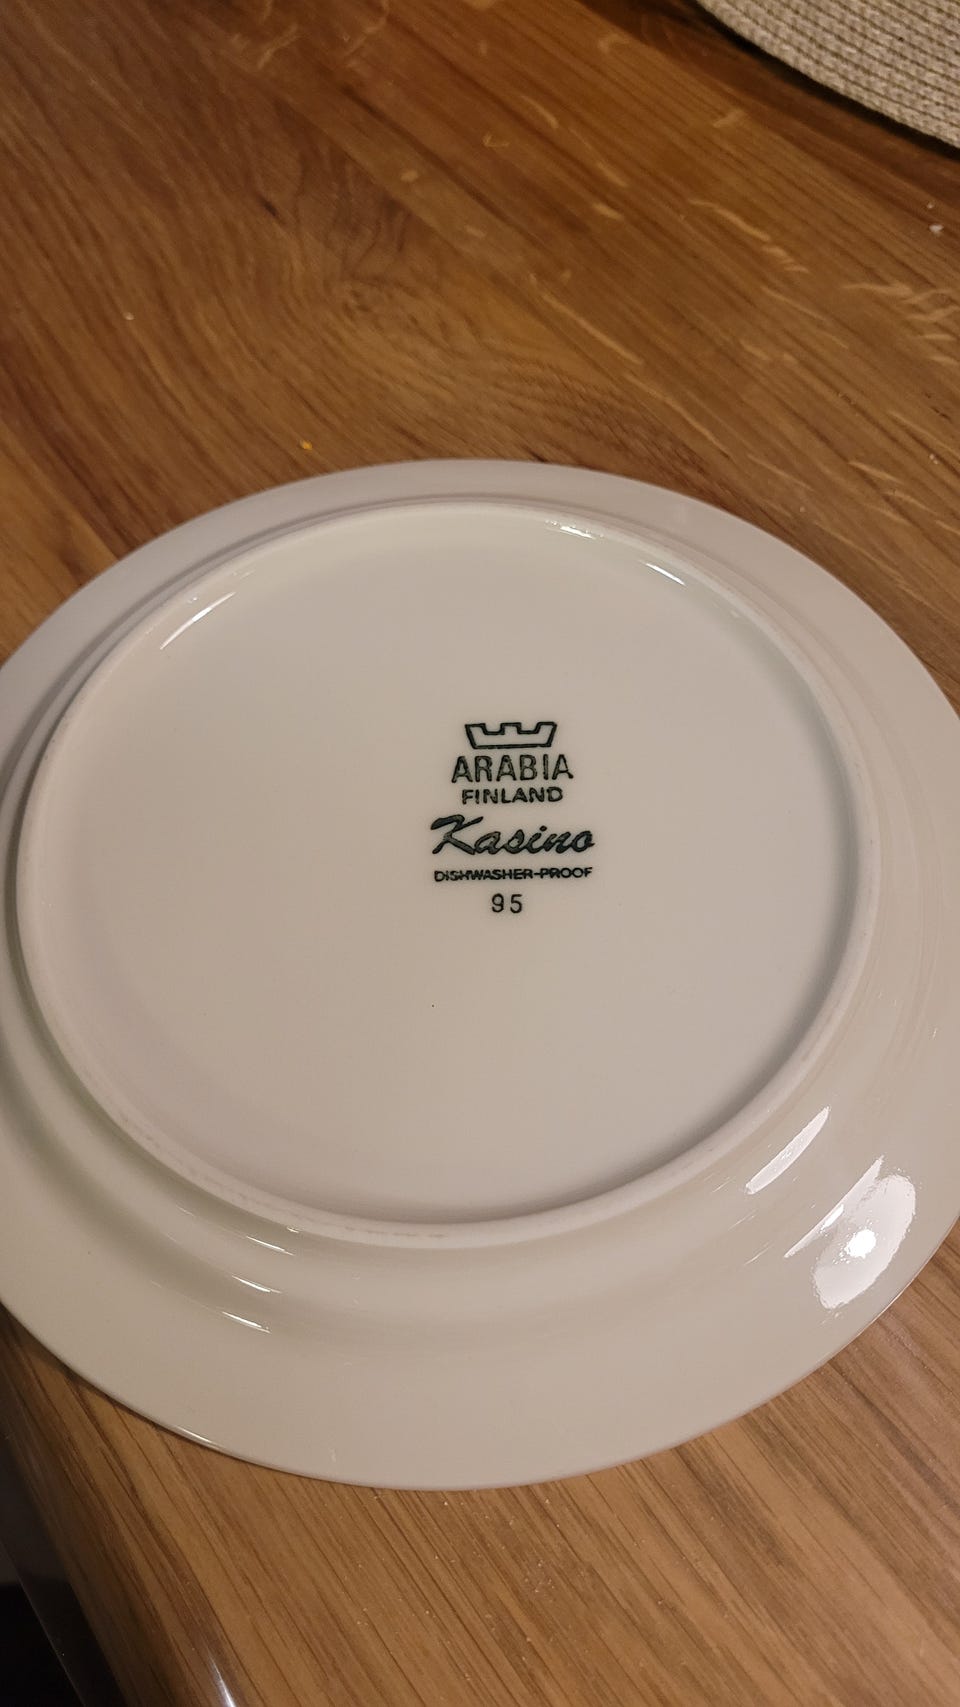 ARABIA
FINLAND
Kasino
DISHWASHER-PROOF
95